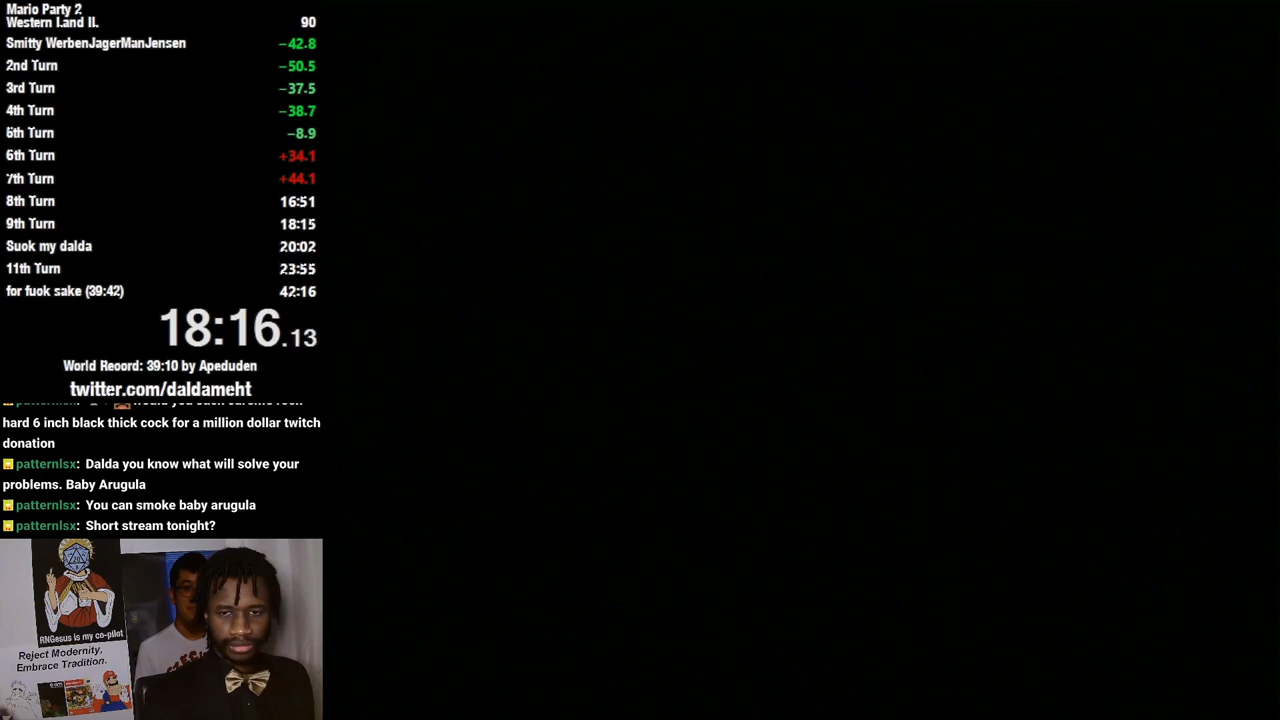 Mario Party 2
Western Land II. 90
Smitty WerbenJagerManJensen −42.8
2nd Turn −50.5
3rd Turn −37.5
4th Turn −38.7
5th Turn −8.9
6th Turn +34.1
7th Turn +44.1
8th Turn 16:51
9th Turn 18:15
Suok my dalda 20:02
11th Turn 23:55
for fuok sake (39:42) 42:16
18:16.13
World Reoord: 39:10 by Apeduden
twitter.com/daldameht
hard 6 inch black thick cock for a million dollar twitch
donation
patternlsx: Dalda you know what will solve your
problems. Baby Arugula
patternlsx: You can smoke baby arugula
patternlsx: Short stream tonight?
RNGesus is my co-pilot
Reject Modernity,
Embrace Tradition.